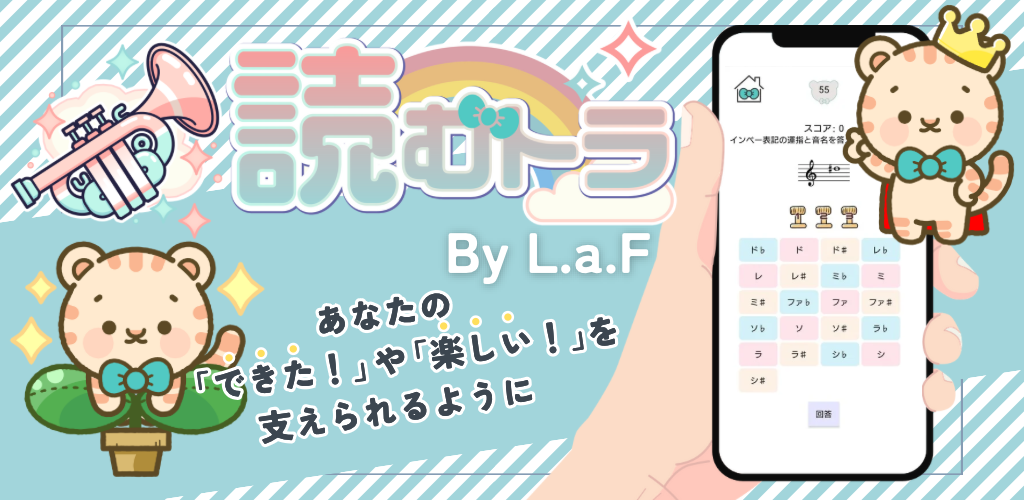 読むトラ
By L.a.F
あなたの
「できた！」や「楽しい！」を
支えられるように
55
スコア: 0
インペー表記の運指と音名を答
ド♭ ド ド♯ レ♭
レ レ♯ ミ♭ ミ
ミ♯ ファ♭ ファ ファ♯
ソ♭ ソ ソ♯ ラ♭
ラ ラ♯ シ♭ シ
シ♯
回答